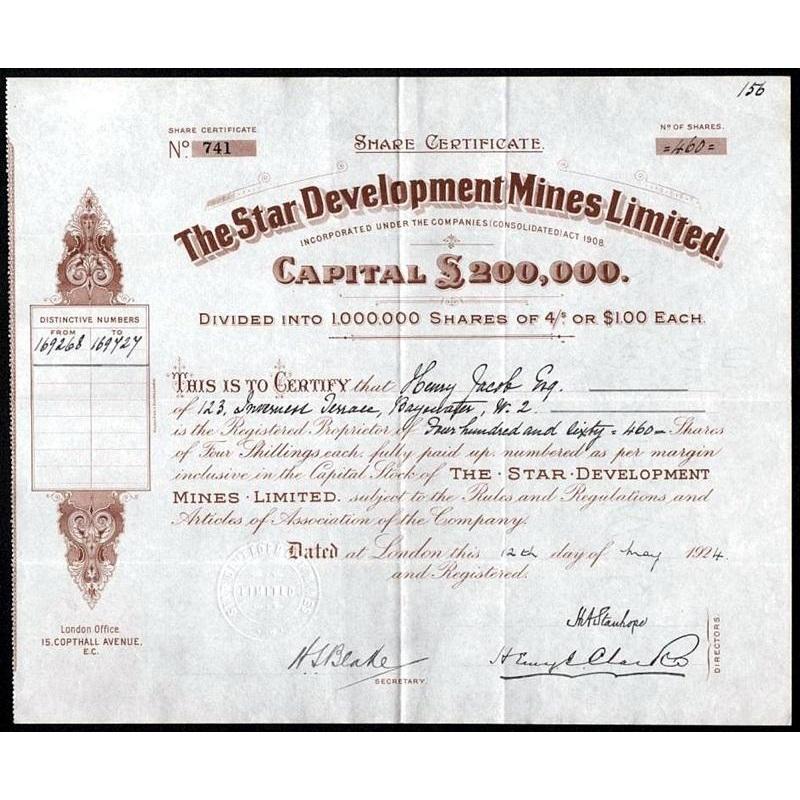 156
SHARE CERTIFICATE
Nº 741
SHARE CERTIFICATE.
Nº OF SHARES.
=460=
The Star Development Mines Limited.
INCORPORATED UNDER THE COMPANIES (CONSOLIDATED) ACT 1908.
CAPITAL £200,000.
DIVIDED INTO 1,000,000 SHARES OF 4/s. OR $1.00 EACH.
DISTINCTIVE NUMBERS
FROM TO
169268 169727
THIS IS TO CERTIFY that Henry Jacob Esq.
of 123, Inverness Terrace, Bayswater, W.2
is the Registered Proprietor of Four hundred and sixty =460= Shares
of Four Shillings each, fully paid up, numbered as per margin
inclusive in the Capital Stock of THE · STAR · DEVELOPMENT
MINES · LIMITED. subject to the Rules and Regulations and
Articles of Association of the Company.
Dated at London this 12th day of May 1924.
and Registered.
LIMITED
London Office.
15, COPTHALL AVENUE,
E.C.
H S Blake
SECRETARY.
Stanhope
Henry Clark
DIRECTORS.